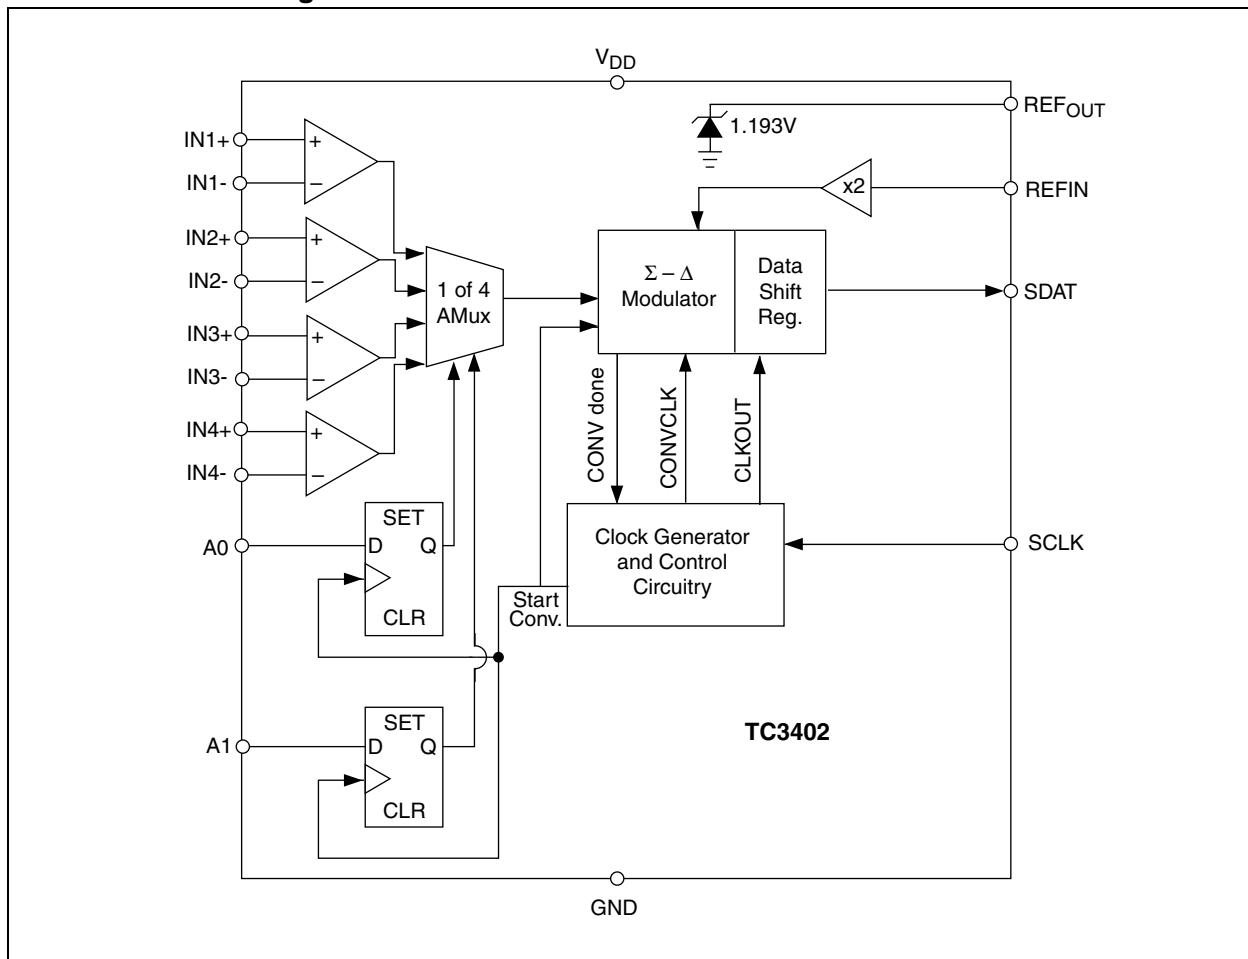 g
V_DD
REF_OUT
1.193V
IN1+
+
IN1-
–
x2
REFIN
IN2+
+
IN2-
–
Σ – Δ
Modulator
Data
Shift
Reg.
SDAT
1 of 4
AMux
IN3+
+
IN3-
–
CONV done
CONVCLK
CLKOUT
IN4+
+
IN4-
–
SET
A0
D Q
CLR
Clock Generator
and Control
Circuitry
SCLK
Start
Conv.
SET
A1
D Q
CLR
TC3402
GND